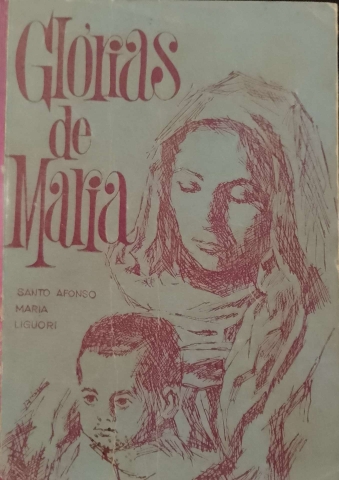 Glórias
de
Maria
SANTO AFONSO
MARIA
LIGUORI